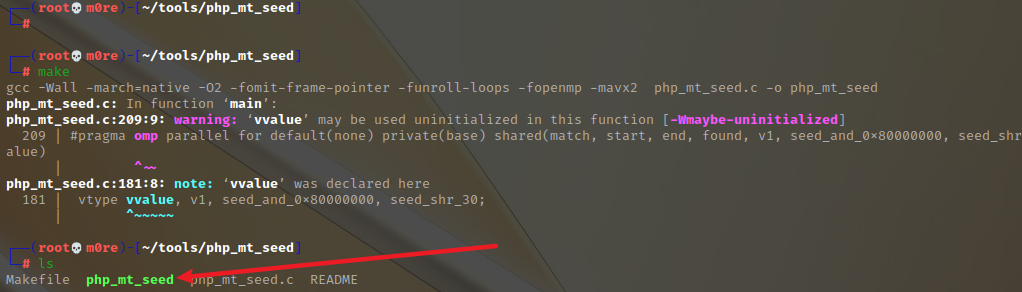 ┌──(root💀m0re)-[~/tools/php_mt_seed]
└─#
┌──(root💀m0re)-[~/tools/php_mt_seed]
└─# make
gcc -Wall -march=native -O2 -fomit-frame-pointer -funroll-loops -fopenmp -mavx2  php_mt_seed.c -o php_mt_seed
php_mt_seed.c: In function ‘main’:
php_mt_seed.c:209:9: warning: ‘vvalue’ may be used uninitialized in this function [-Wmaybe-uninitialized]
  209 | #pragma omp parallel for default(none) private(base) shared(match, start, end, found, v1, seed_and_0×80000000, seed_shr
alue)
      |         ^~~
php_mt_seed.c:181:8: note: ‘vvalue’ was declared here
  181 |  vtype vvalue, v1, seed_and_0×80000000, seed_shr_30;
      |        ^~~~~~
┌──(root💀m0re)-[~/tools/php_mt_seed]
└─# ls
Makefile  php_mt_seed  php_mt_seed.c  README